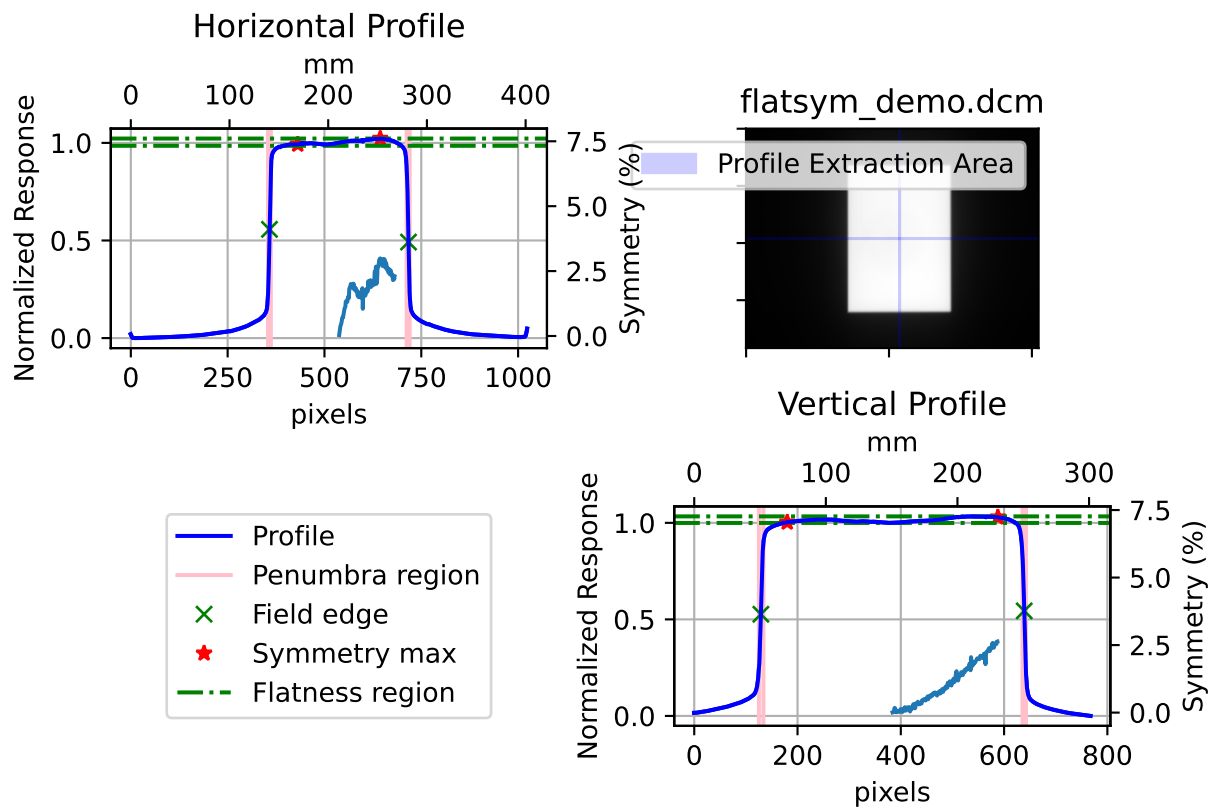 Horizontal Profile
mm
0 100 200 300 400
Normalized Response
1.0
0.5
0.0
7.5
5.0
2.5
0.0
Symmetry (%)
0 250 500 750 1000
pixels
flatsym_demo.dcm
Profile Extraction Area
Vertical Profile
mm
0 100 200 300
Normalized Response
1.0
0.5
0.0
7.5
5.0
2.5
0.0
Symmetry (%)
0 200 400 600 800
pixels
Profile
Penumbra region
Field edge
Symmetry max
Flatness region